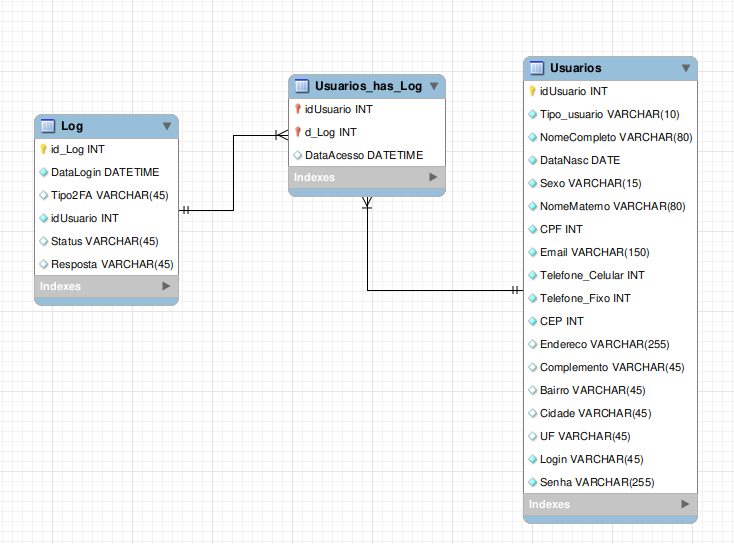 Log
id_Log INT
DataLogin DATETIME
Tipo2FA VARCHAR(45)
idUsuario INT
Status VARCHAR(45)
Resposta VARCHAR(45)
Indexes
Usuarios_has_Log
idUsuario INT
d_Log INT
DataAcesso DATETIME
Indexes
Usuarios
idUsuario INT
Tipo_usuario VARCHAR(10)
NomeCompleto VARCHAR(80)
DataNasc DATE
Sexo VARCHAR(15)
NomeMaterno VARCHAR(80)
CPF INT
Email VARCHAR(150)
Telefone_Celular INT
Telefone_Fixo INT
CEP INT
Endereco VARCHAR(255)
Complemento VARCHAR(45)
Bairro VARCHAR(45)
Cidade VARCHAR(45)
UF VARCHAR(45)
Login VARCHAR(45)
Senha VARCHAR(255)
Indexes